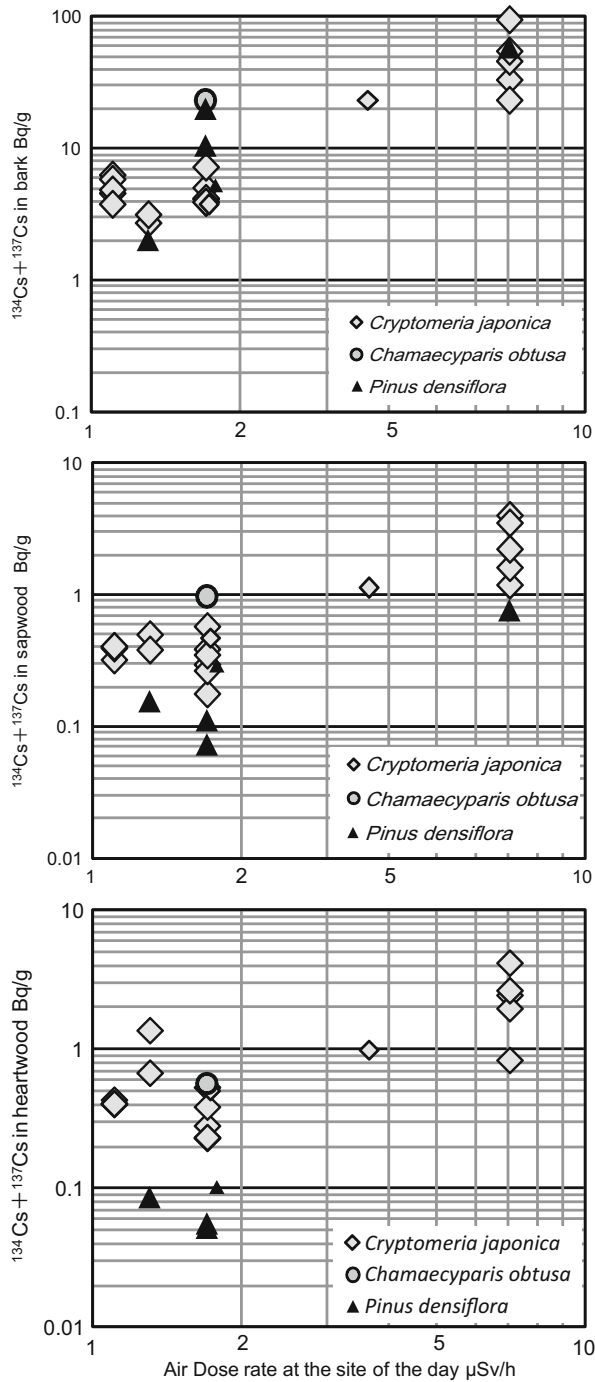 100
10
1
0.1
¹³⁴Cs+¹³⁷Cs in bark Bq/g
Cryptomeria japonica
Chamaecyparis obtusa
Pinus densiflora
1 2 5 10
10
1
0.1
0.01
¹³⁴Cs+¹³⁷Cs in sapwood Bq/g
Cryptomeria japonica
Chamaecyparis obtusa
Pinus densiflora
1 2 5 10
10
1
0.1
0.01
¹³⁴Cs+¹³⁷Cs in heartwood Bq/g
Cryptomeria japonica
Chamaecyparis obtusa
Pinus densiflora
1 2 5 10
Air Dose rate at the site of the day μSv/h